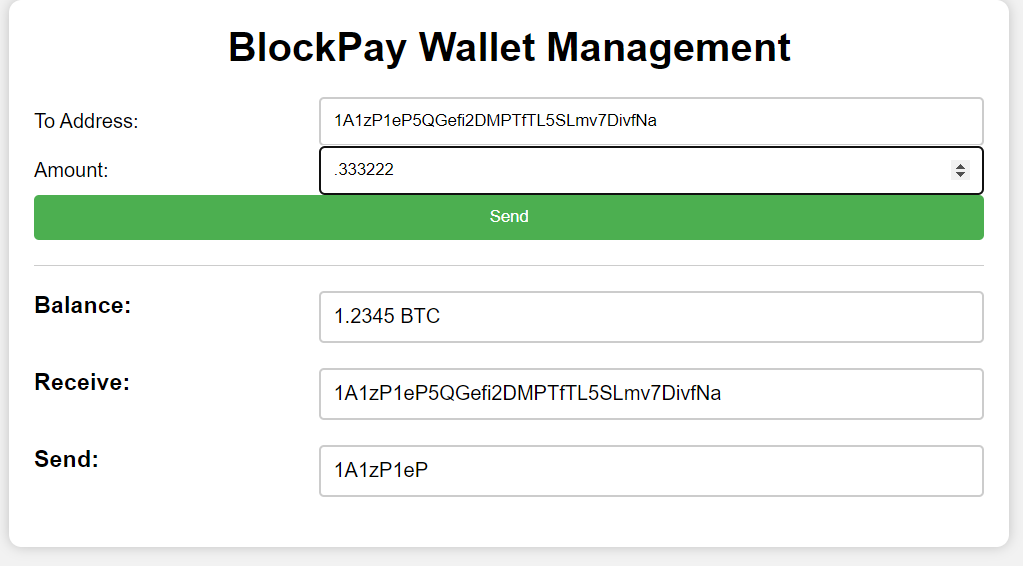 BlockPay Wallet Management
To Address:
1A1zP1eP5QGefi2DMPTfTL5SLmv7DivfNa
Amount:
.333222
Send
Balance:
1.2345 BTC
Receive:
1A1zP1eP5QGefi2DMPTfTL5SLmv7DivfNa
Send:
1A1zP1eP